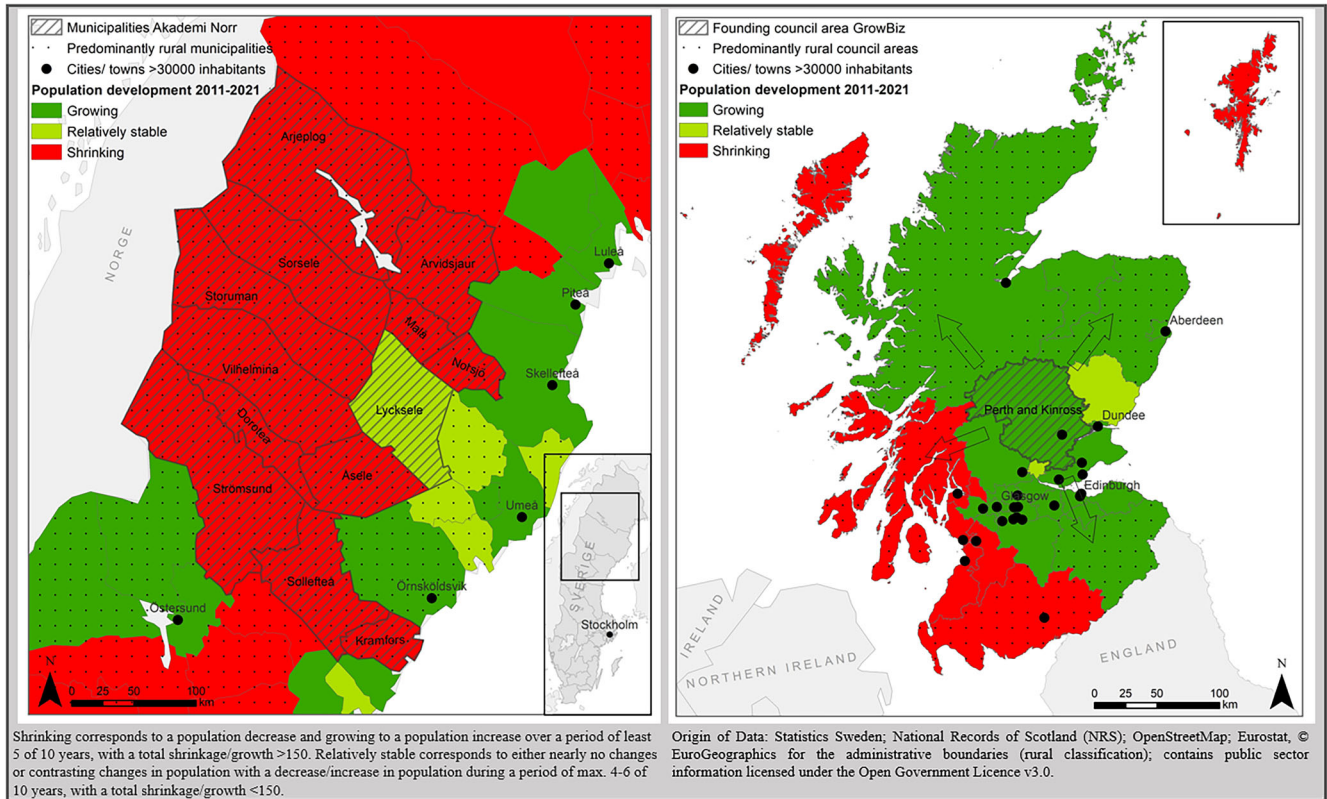 Municipalities Akademi Norr
Predominantly rural municipalities
Cities/ towns >30000 inhabitants
Population development 2011-2021
Growing
Relatively stable
Shrinking
NORGE
Arjeplog
Sorsele
Arvidsjaur
Luleå
Storuman
Piteå
Malå
Norsjö
Vilhelmina
Skellefteå
Lycksele
Dorotea
Åsele
Strömsund
Umeå
Sollefteå
Örnsköldsvik
Östersund
Kramfors
SVERIGE
Stockholm
N
0 25 50 100
km
Founding council area GrowBiz
Predominantly rural council areas
Cities/ towns >30000 inhabitants
Population development 2011-2021
Growing
Relatively stable
Shrinking
Aberdeen
Perth and Kinross
Dundee
Glasgow
Edinburgh
IRELAND
NORTHERN IRELAND
ENGLAND
N
0 25 50 100
km
Shrinking corresponds to a population decrease and growing to a population increase over a period of least
5 of 10 years, with a total shrinkage/growth >150. Relatively stable corresponds to either nearly no changes
or contrasting changes in population with a decrease/increase in population during a period of max. 4-6 of
10 years, with a total shrinkage/growth <150.
Origin of Data: Statistics Sweden; National Records of Scotland (NRS); OpenStreetMap; Eurostat, ©
EuroGeographics for the administrative boundaries (rural classification); contains public sector
information licensed under the Open Government Licence v3.0.